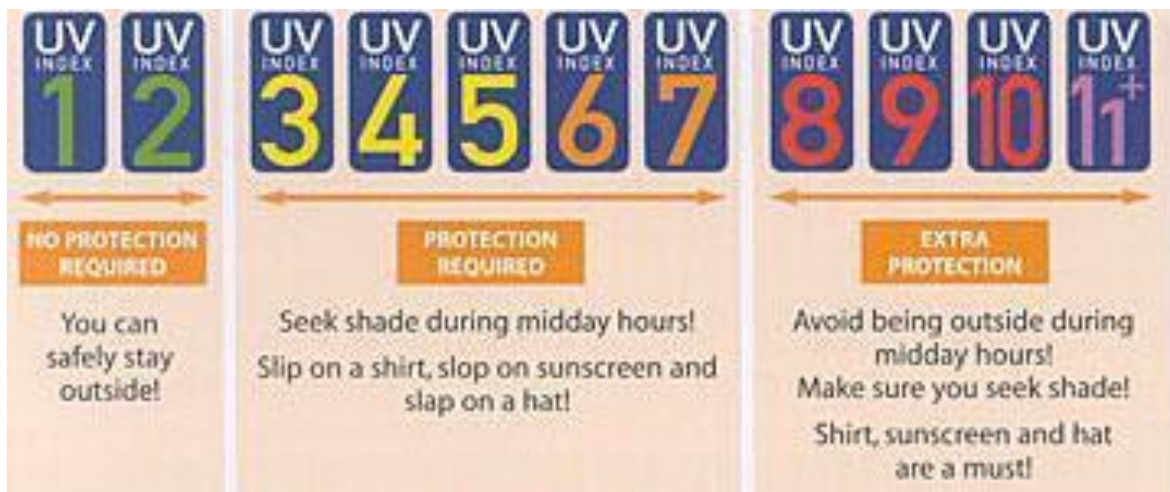 UV INDEX 1
UV INDEX 2
UV INDEX 3
UV INDEX 4
UV INDEX 5
UV INDEX 6
UV INDEX 7
UV INDEX 8
UV INDEX 9
UV INDEX 10
UV INDEX 11+
NO PROTECTION
REQUIRED
You can
safely stay
outside!
PROTECTION
REQUIRED
Seek shade during midday hours!
Slip on a shirt, slop on sunscreen and
slap on a hat!
EXTRA
PROTECTION
Avoid being outside during
midday hours!
Make sure you seek shade!
Shirt, sunscreen and hat
are a must!